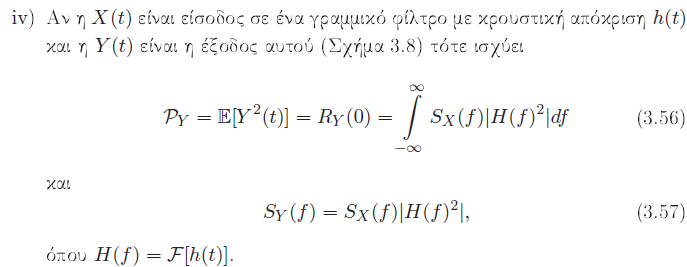 iv) Αν η X(t) είναι είσοδος σε ένα γραμμικό φίλτρο με κρουστική απόκριση h(t)
και η Y(t) είναι η έξοδος αυτού (Σχήμα 3.8) τότε ισχύει
𝒫_Y = 𝔼[Y²(t)] = R_Y(0) = ∫_{-∞}^{∞} S_X(f)|H(f)²|df (3.56)
και
S_Y(f) = S_X(f)|H(f)²|, (3.57)
όπου H(f) = ℱ[h(t)].